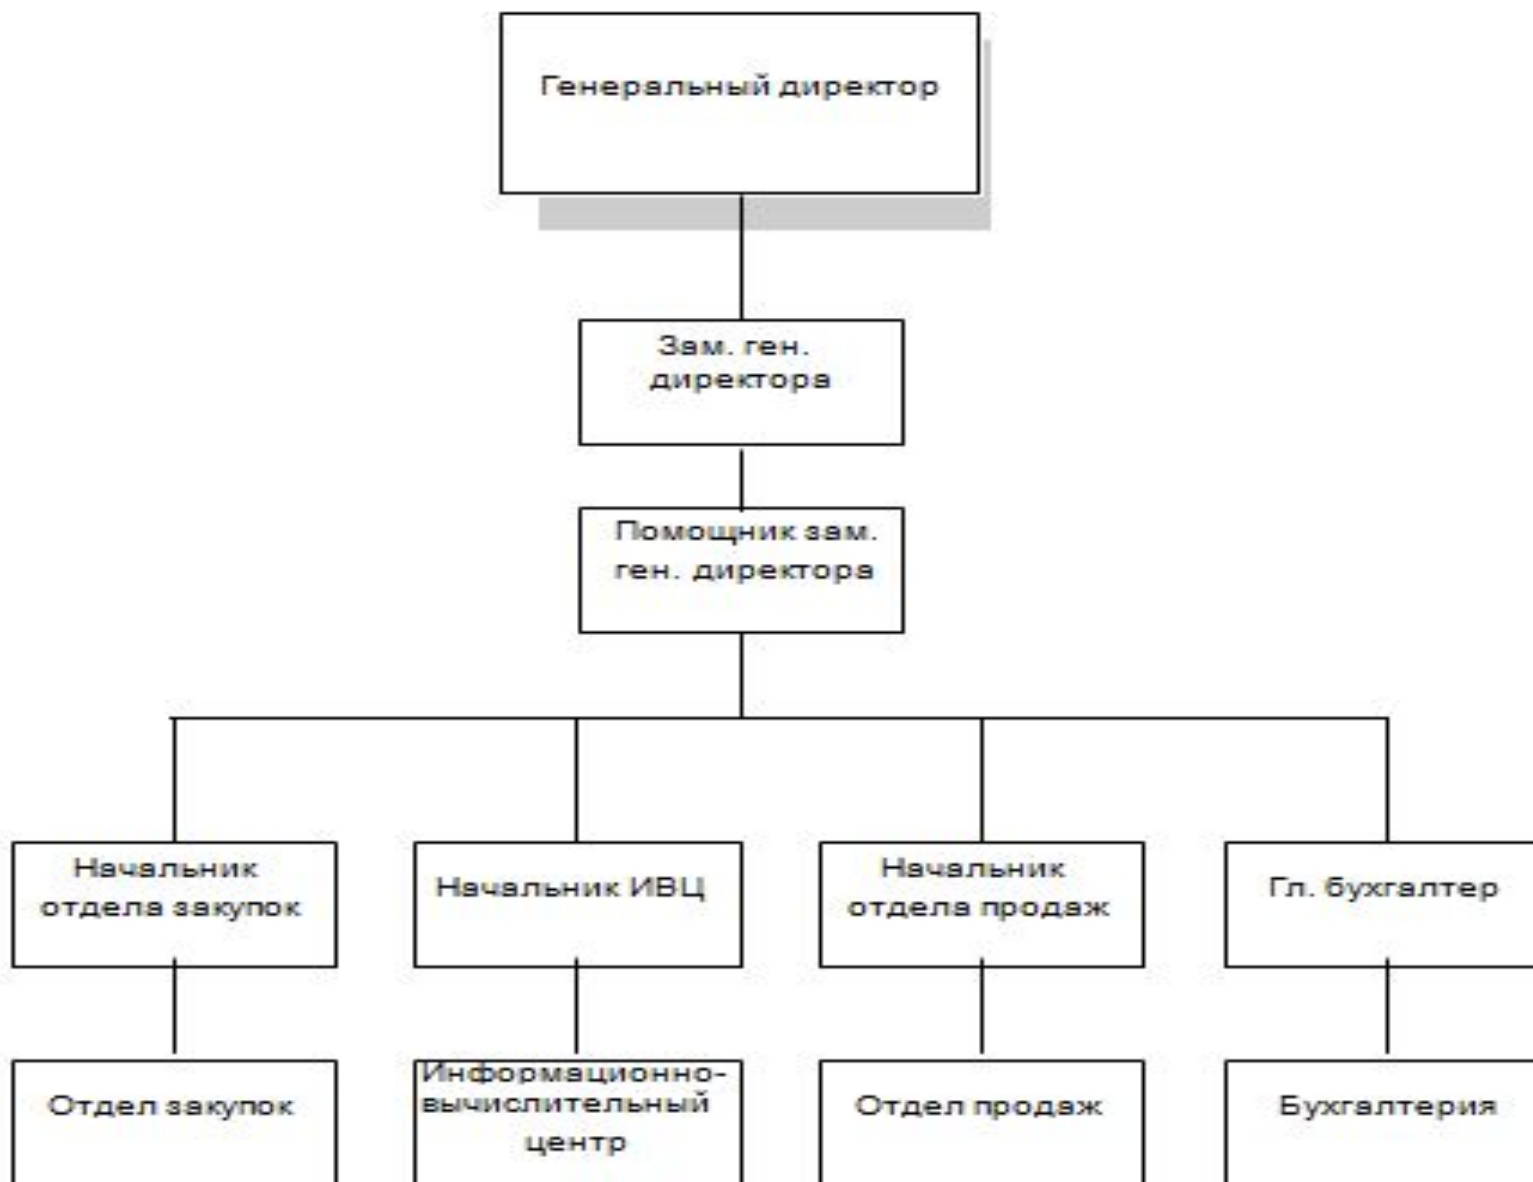 Генеральный директор
Зам. ген.
директора
Помощник зам.
ген. директора
Начальник
отдела закупок
Начальник ИВЦ
Начальник
отдела продаж
Гл. бухгалтер
Отдел закупок
Информационно-
вычислительный
центр
Отдел продаж
Бухгалтерия